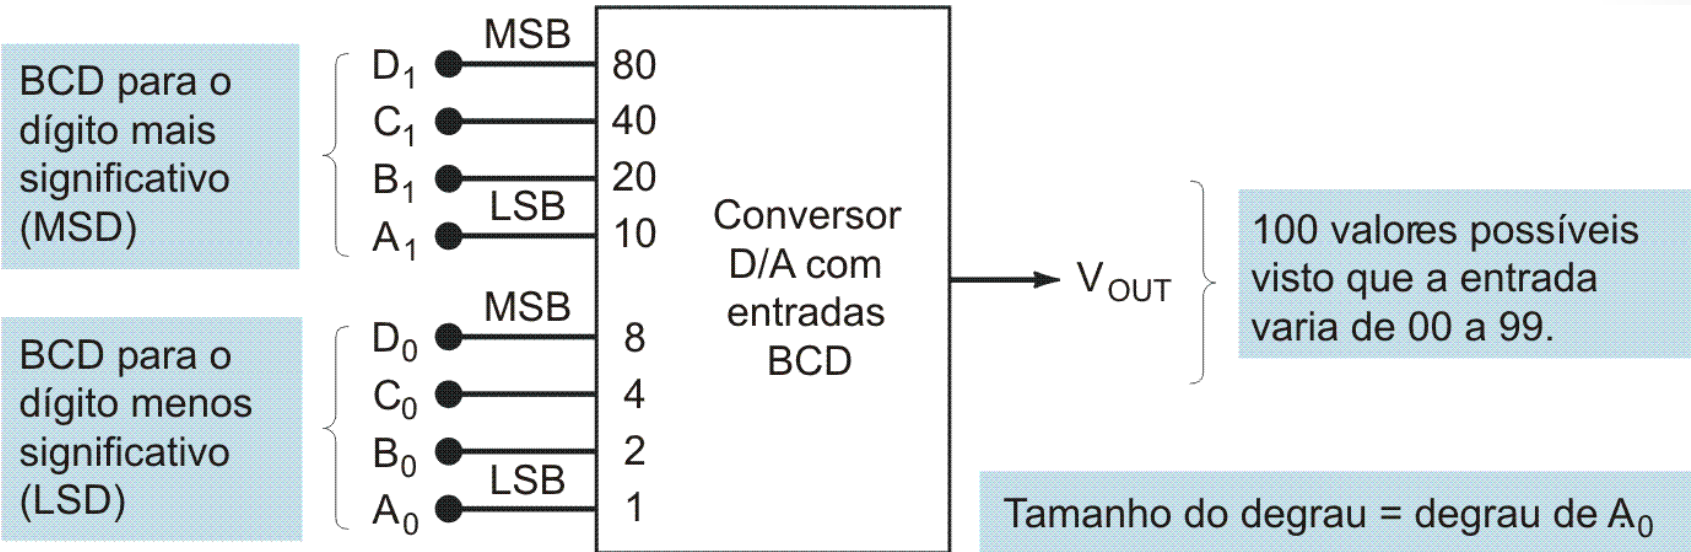 BCD para o
dígito mais
significativo
(MSD)
D1
MSB
80
C1
40
B1
20
A1
LSB
10
BCD para o
dígito menos
significativo
(LSD)
D0
MSB
8
C0
4
B0
2
A0
LSB
1
Conversor
D/A com
entradas
BCD
VOUT
100 valores possíveis
visto que a entrada
varia de 00 a 99.
Tamanho do degrau = degrau de A0